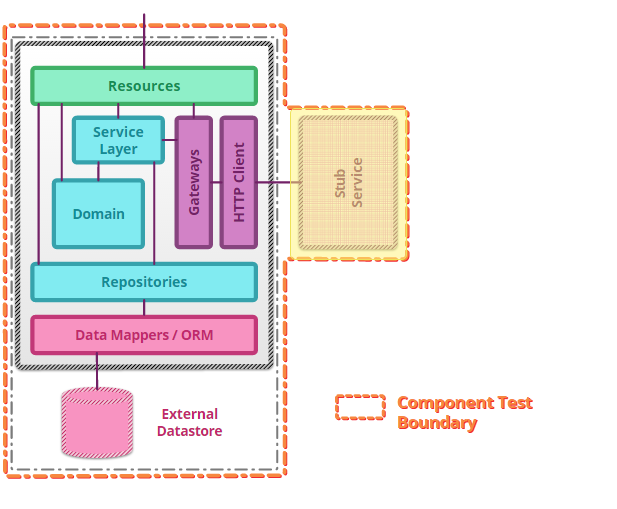 Resources
Service
Layer
Gateways
HTTP Client
Stub
Service
Domain
Repositories
Data Mappers / ORM
External
Datastore
Component Test
Boundary